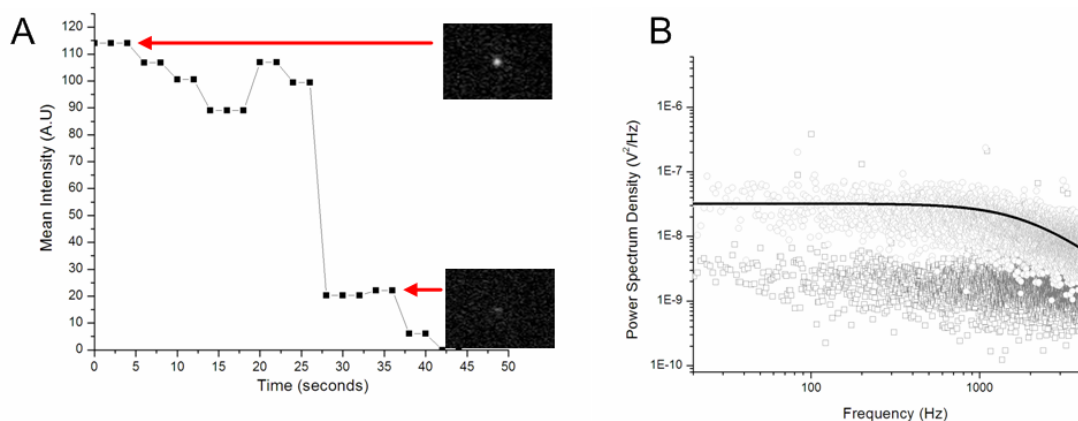 A
Mean Intensity (A.U)
120
110
100
90
80
70
60
50
40
30
20
10
0
0 5 10 15 20 25 30 35 40 45 50
Time (seconds)
B
Power Spectrum Density (V²/Hz)
1E-6
1E-7
1E-8
1E-9
1E-10
100 1000
Frequency (Hz)